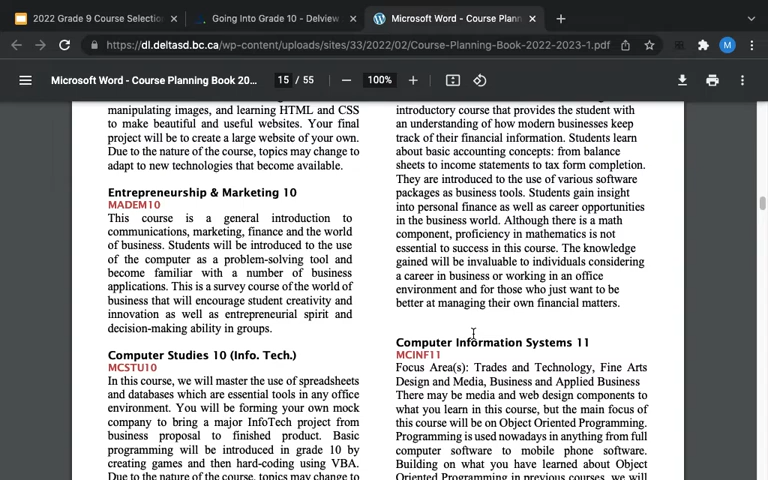 2022 Grade 9 Course Selectio
Going Into Grade 10 - Delview
Microsoft Word - Course Plann
https://dl.deltasd.bc.ca/wp-content/uploads/sites/33/2022/02/Course-Planning-Book-2022-2023-1.pdf
M
Microsoft Word - Course Planning Book 20...
15 / 55
100%
manipulating images, and learning HTML and CSS
to make beautiful and useful websites. Your final
project will be to create a large website of your own.
Due to the nature of the course, topics may change to
adapt to new technologies that become available.
Entrepreneurship & Marketing 10
MADEM10
This course is a general introduction to
communications, marketing, finance and the world
of business. Students will be introduced to the use
of the computer as a problem-solving tool and
become familiar with a number of business
applications. This is a survey course of the world of
business that will encourage student creativity and
innovation as well as entrepreneurial spirit and
decision-making ability in groups.
Computer Studies 10 (Info. Tech.)
MCSTU10
In this course, we will master the use of spreadsheets
and databases which are essential tools in any office
environment. You will be forming your own mock
company to bring a major InfoTech project from
business proposal to finished product. Basic
programming will be introduced in grade 10 by
creating games and then hard-coding using VBA.
Due to the nature of the course, topics may change to
introductory course that provides the student with
an understanding of how modern businesses keep
track of their financial information. Students learn
about basic accounting concepts: from balance
sheets to income statements to tax form completion.
They are introduced to the use of various software
packages as business tools. Students gain insight
into personal finance as well as career opportunities
in the business world. Although there is a math
component, proficiency in mathematics is not
essential to success in this course. The knowledge
gained will be invaluable to individuals considering
a career in business or working in an office
environment and for those who just want to be
better at managing their own financial matters.
Computer Information Systems 11
MCINF11
Focus Area(s): Trades and Technology, Fine Arts
Design and Media, Business and Applied Business
There may be media and web design components to
what you learn in this course, but the main focus of
this course will be on Object Oriented Programming.
Programming is used nowadays in anything from full
computer software to mobile phone software.
Building on what you have learned about Object
Oriented Programming in previous courses, we will